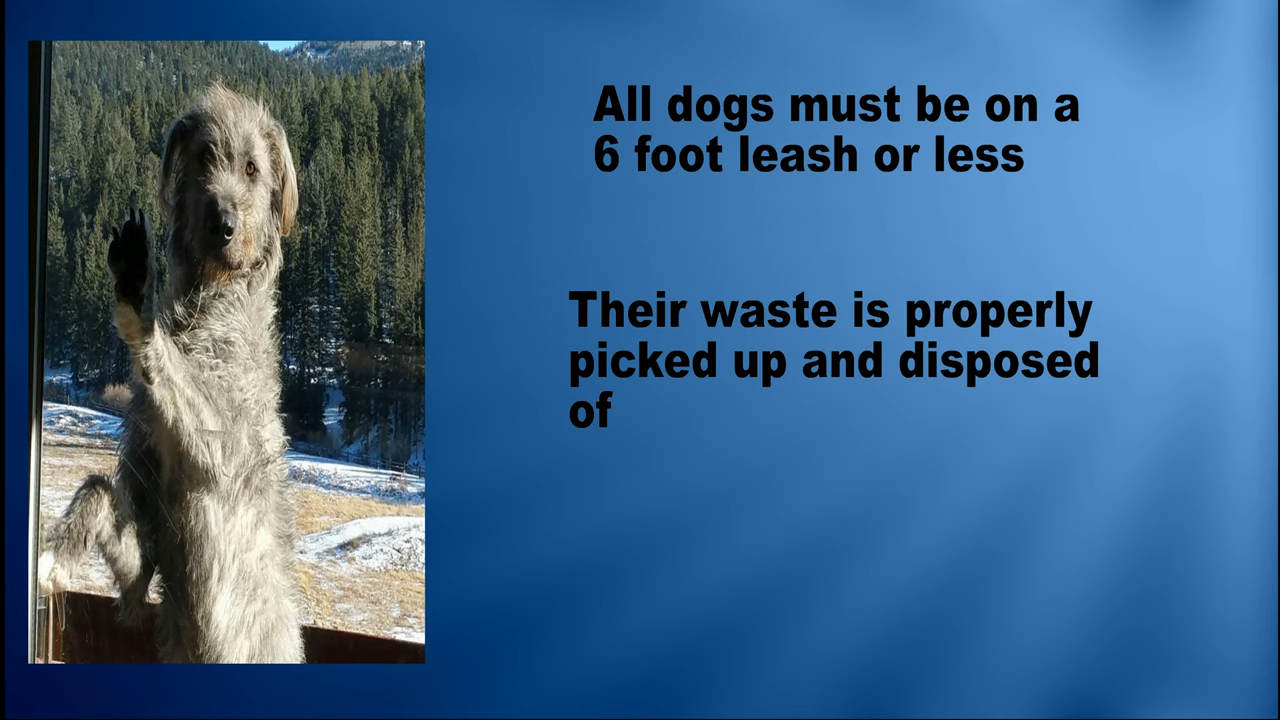 All dogs must be on a
6 foot leash or less
Their waste is properly
picked up and disposed
of